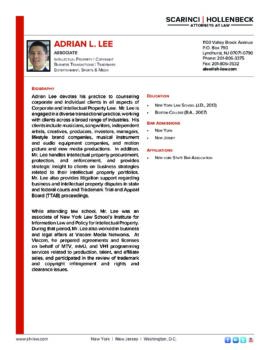 SCARINCI | HOLLENBECK
ATTORNEYS AT LAW
ADRIAN L. LEE
ASSOCIATE
INTELLECTUAL PROPERTY / COPYRIGHT
BUSINESS TRANSACTIONS / TRADEMARK
ENTERTAINMENT, SPORTS & MEDIA
1100 Valley Brook Avenue
P.O. Box 790
Lyndhurst, NJ 07071-0790
Phone: 201-806-3375
Fax: 201-806-3532
alee@sh-law.com
BIOGRAPHY
Adrian Lee devotes his practice to counseling
corporate and individual clients in all aspects of
Corporate and Intellectual Property Law. Mr. Lee is
engaged in a diverse transactional practice, working
with clients across a broad range of industries. His
clients include musicians, songwriters, independent
artists, creatives, producers, investors, managers,
lifestyle brand companies, musical instrument
and audio equipment companies, and motion
picture and new media productions. In addition,
Mr. Lee handles intellectual property procurement,
protection, and enforcement, and provides
strategic insight to clients on business strategies
related to their intellectual property portfolios.
Mr. Lee also provides litigation support regarding
business and intellectual property disputes in state
and federal courts and Trademark Trial and Appeal
Board (TTAB) proceedings.
While attending law school, Mr. Lee was an
associate of New York Law School's Institute for
Information Law and Policy for Intellectual Property.
During that period, Mr. Lee also worked in business
and legal affairs at Viacom Media Networks. At
Viacom, he prepared agreements and licenses
on behalf of MTV, mtvU, and VH1 programming
services related to production, talent, and affiliate
sales, and participated in the review of trademark
and copyright infringement and rights and
clearance issues.
EDUCATION
• NEW YORK LAW SCHOOL (J.D., 2011)
• BOSTON COLLEGE (B.A., 2007)
BAR ADMISSIONS
• NEW YORK
• NEW JERSEY
AFFILIATIONS
• NEW YORK STATE BAR ASSOCIATION
www.sh-law.com
New York | New Jersey | Washington, D.C.